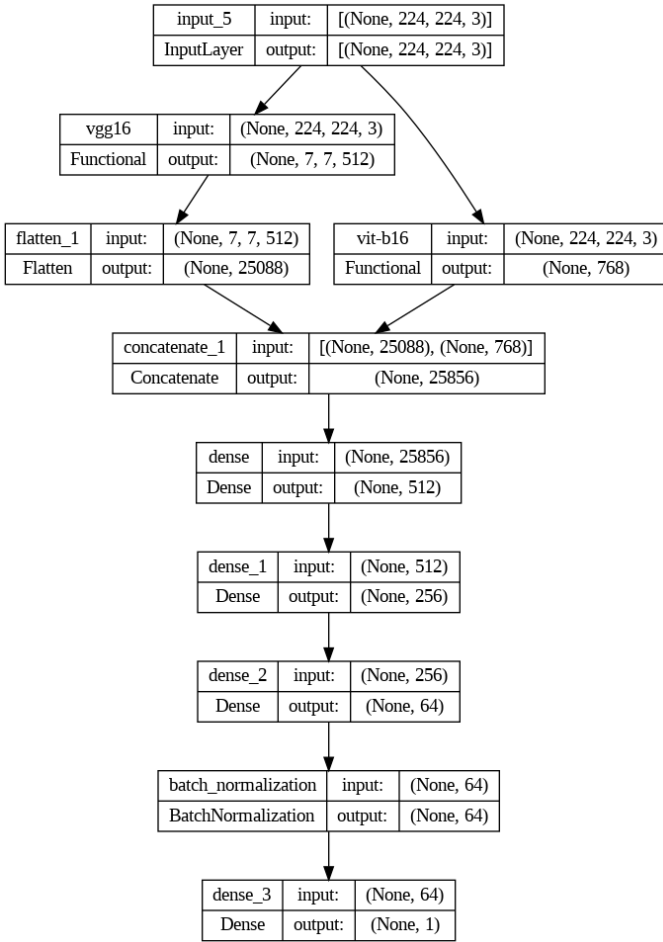 input_5 input: [(None, 224, 224, 3)]
InputLayer output: [(None, 224, 224, 3)]
vgg16 input: (None, 224, 224, 3)
Functional output: (None, 7, 7, 512)
flatten_1 input: (None, 7, 7, 512)
Flatten output: (None, 25088)
vit-b16 input: (None, 224, 224, 3)
Functional output: (None, 768)
concatenate_1 input: [(None, 25088), (None, 768)]
Concatenate output: (None, 25856)
dense input: (None, 25856)
Dense output: (None, 512)
dense_1 input: (None, 512)
Dense output: (None, 256)
dense_2 input: (None, 256)
Dense output: (None, 64)
batch_normalization input: (None, 64)
BatchNormalization output: (None, 64)
dense_3 input: (None, 64)
Dense output: (None, 1)